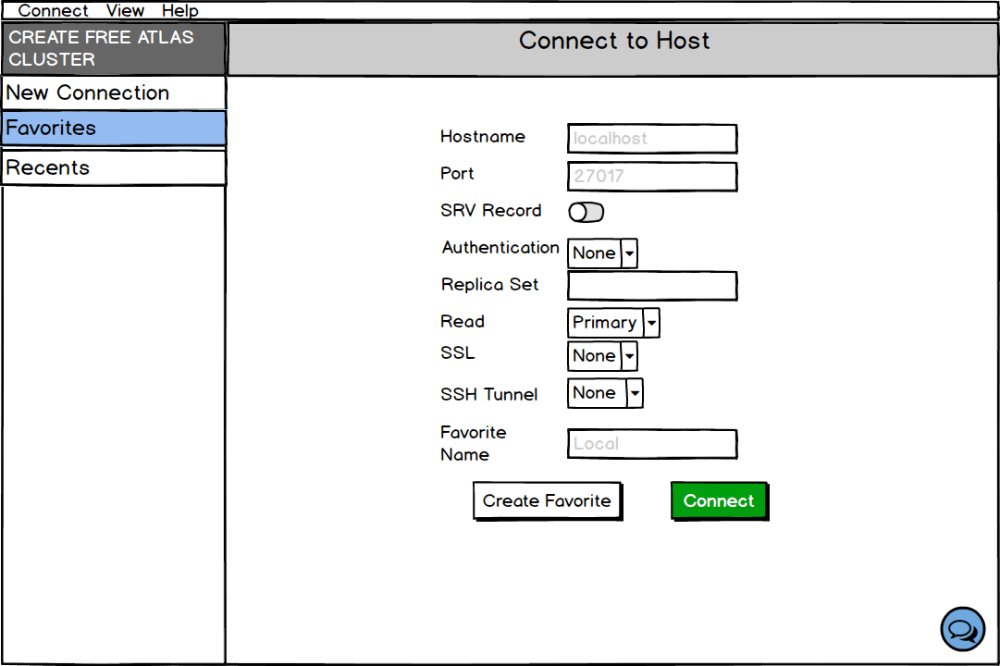 Connect View Help
CREATE FREE ATLAS
CLUSTER
Connect to Host
New Connection
Favorites
Recents
Hostname localhost
Port 27017
SRV Record
Authentication None
Replica Set
Read Primary
SSL None
SSH Tunnel None
Favorite
Name
Local
Create Favorite Connect